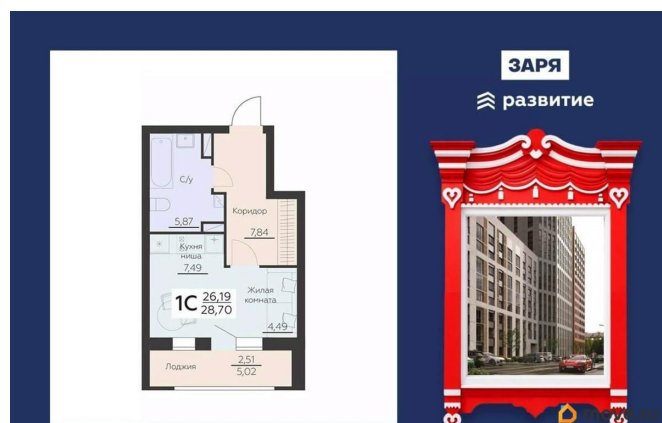 ЗАРЯ
развитие
С/у
5,87
Коридор
7,84
Кухня
ниша
7,49
Жилая
комната
4,49
1С 26,19
28,70
Лоджия
2,51
5,02